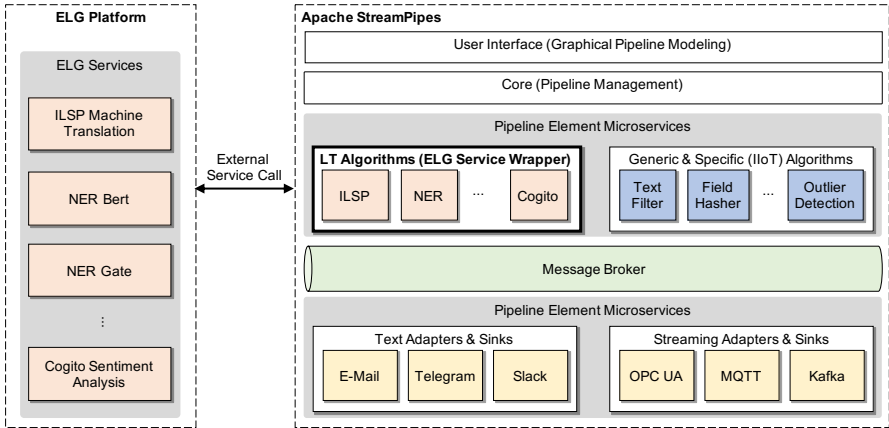 ELG Platform
ELG Services
ILSP Machine
Translation
NER Bert
NER Gate
⋮
Cogito Sentiment
Analysis
External
Service Call
Apache StreamPipes
User Interface (Graphical Pipeline Modeling)
Core (Pipeline Management)
Pipeline Element Microservices
LT Algorithms (ELG Service Wrapper)
ILSP
NER
...
Cogito
Generic & Specific (IIoT) Algorithms
Text
Filter
Field
Hasher
...
Outlier
Detection
Message Broker
Pipeline Element Microservices
Text Adapters & Sinks
E-Mail
Telegram
Slack
Streaming Adapters & Sinks
OPC UA
MQTT
Kafka